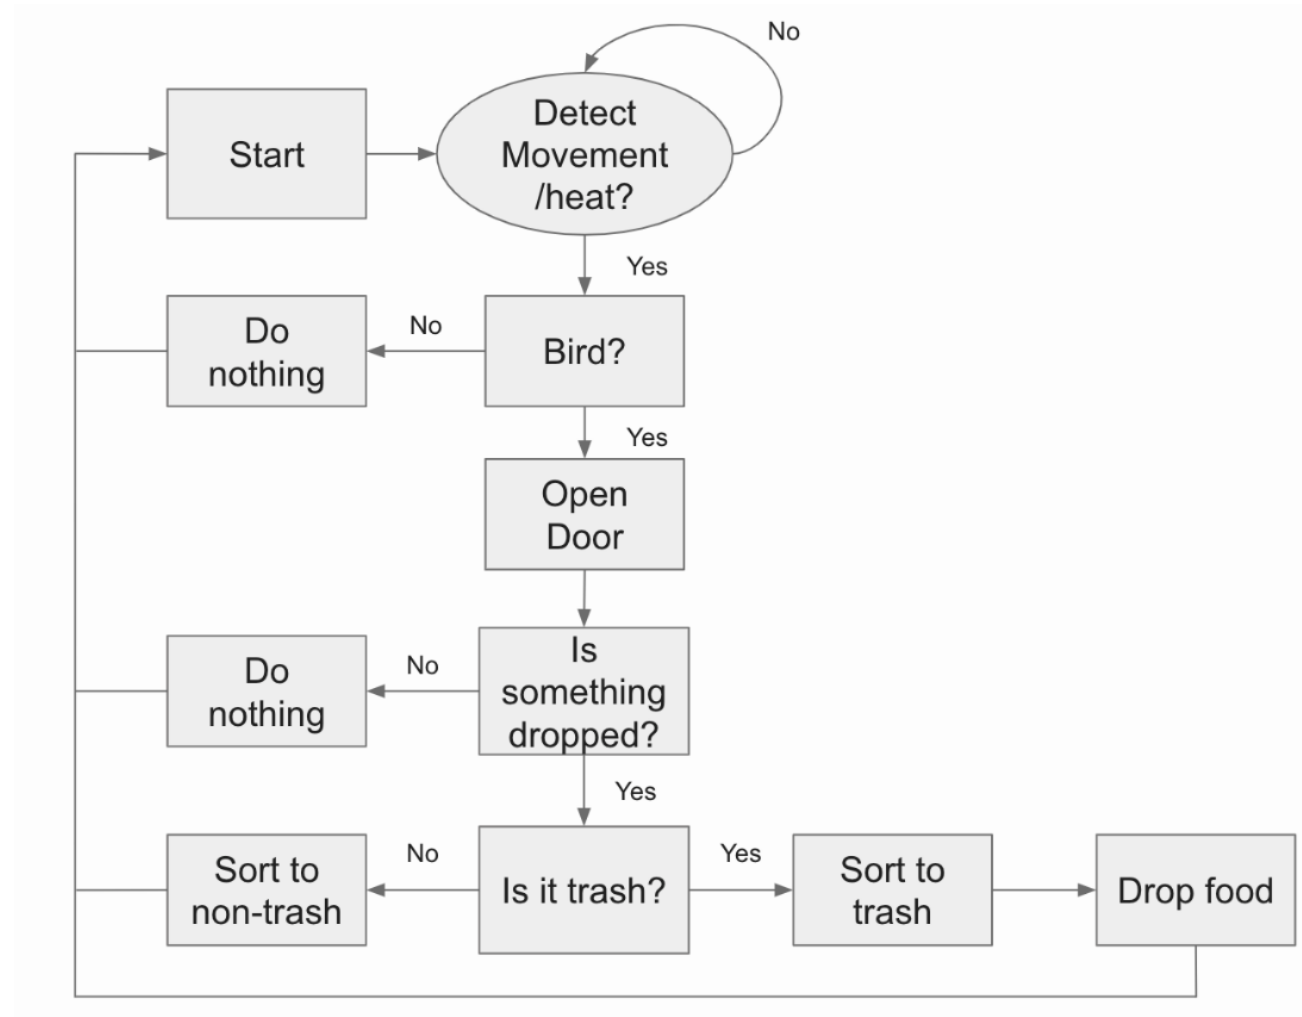 No
Start
Detect
Movement
/heat?
Yes
Do
nothing
No
Bird?
Yes
Open
Door
Do
nothing
No
Is
something
dropped?
Yes
Sort to
non-trash
No
Is it trash?
Yes
Sort to
trash
Drop food